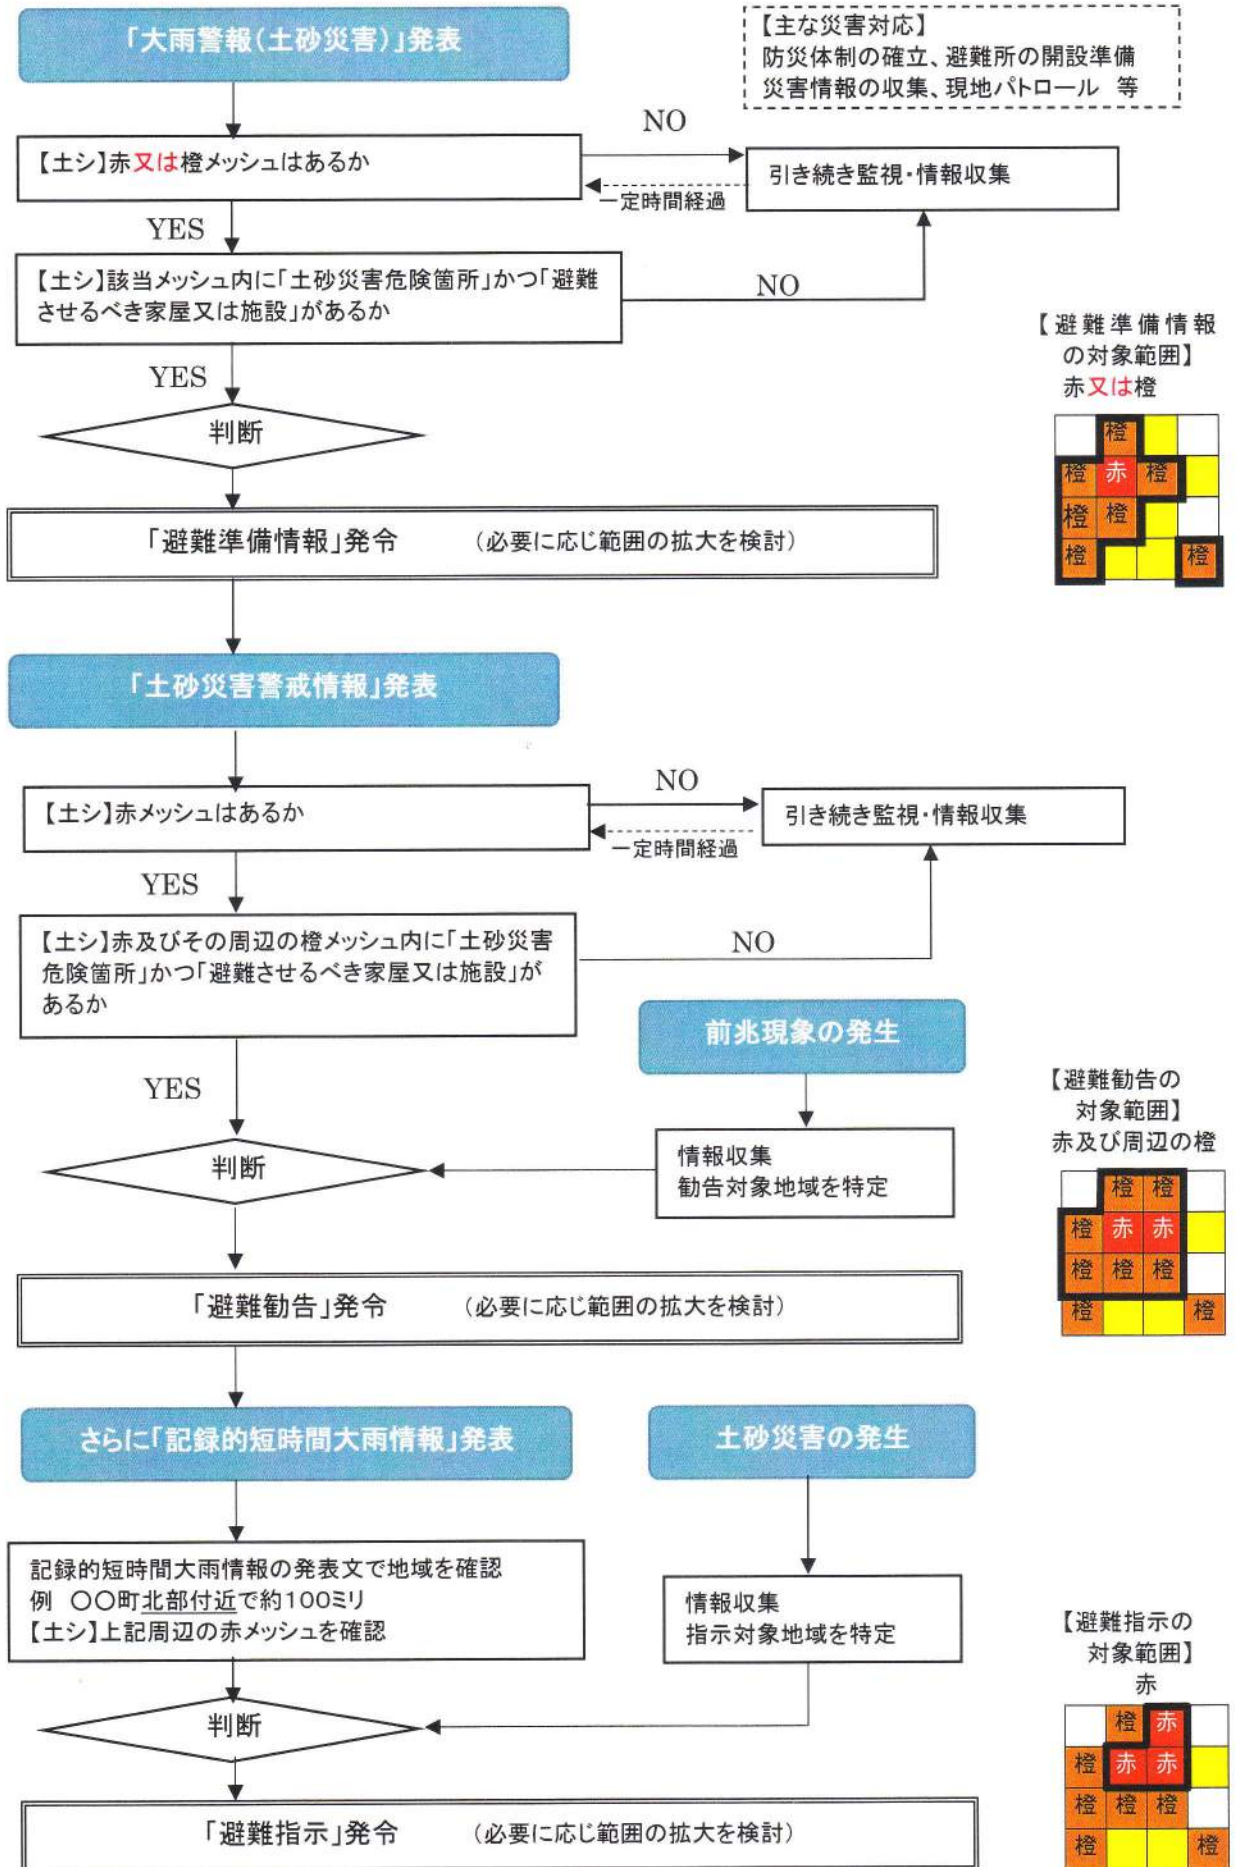 「大雨警報(土砂災害)」発表
【主な災害対応】
防災体制の確立、避難所の開設準備
災害情報の収集、現地パトロール 等
NO
【土シ】赤又は橙メッシュはあるか
引き続き監視・情報収集
一定時間経過
YES
【土シ】該当メッシュ内に「土砂災害危険箇所」かつ「避難
させるべき家屋又は施設」があるか
NO
YES
判断
【避難準備情報
の対象範囲】
赤又は橙
橙
橙 赤 橙
橙 橙
橙 橙
「避難準備情報」発令 (必要に応じ範囲の拡大を検討)
「土砂災害警戒情報」発表
NO
【土シ】赤メッシュはあるか
引き続き監視・情報収集
一定時間経過
YES
【土シ】赤及びその周辺の橙メッシュ内に「土砂災害
危険箇所」かつ「避難させるべき家屋又は施設」が
あるか
NO
前兆現象の発生
YES
判断
情報収集
勧告対象地域を特定
【避難勧告の
対象範囲】
赤及び周辺の橙
橙 橙
橙 赤 赤
橙 橙 橙
橙 橙
「避難勧告」発令 (必要に応じ範囲の拡大を検討)
さらに「記録的短時間大雨情報」発表
土砂災害の発生
記録的短時間大雨情報の発表文で地域を確認
例 〇〇町北部付近で約100ミリ
【土シ】上記周辺の赤メッシュを確認
情報収集
指示対象地域を特定
判断
【避難指示の
対象範囲】
赤
橙 赤
橙 赤 赤
橙 橙 橙
橙 橙
「避難指示」発令 (必要に応じ範囲の拡大を検討)